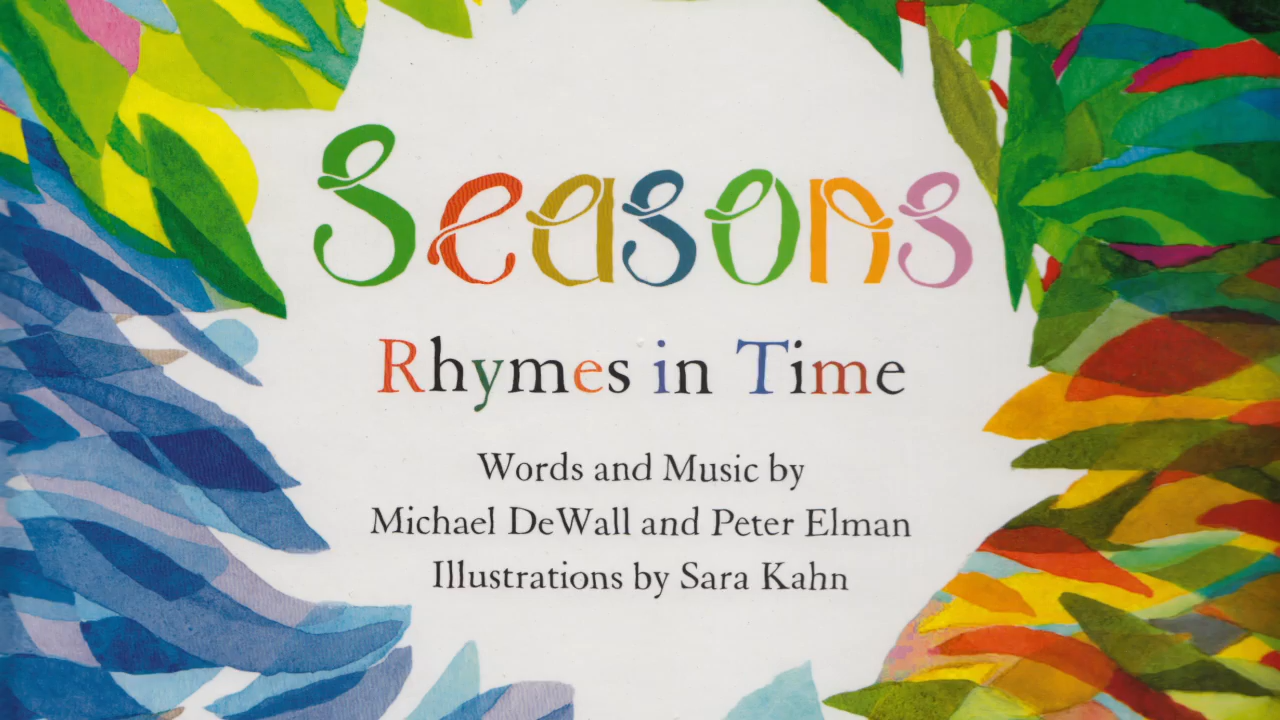 Seasons
Rhymes in Time
Words and Music by
Michael DeWall and Peter Elman
Illustrations by Sara Kahn